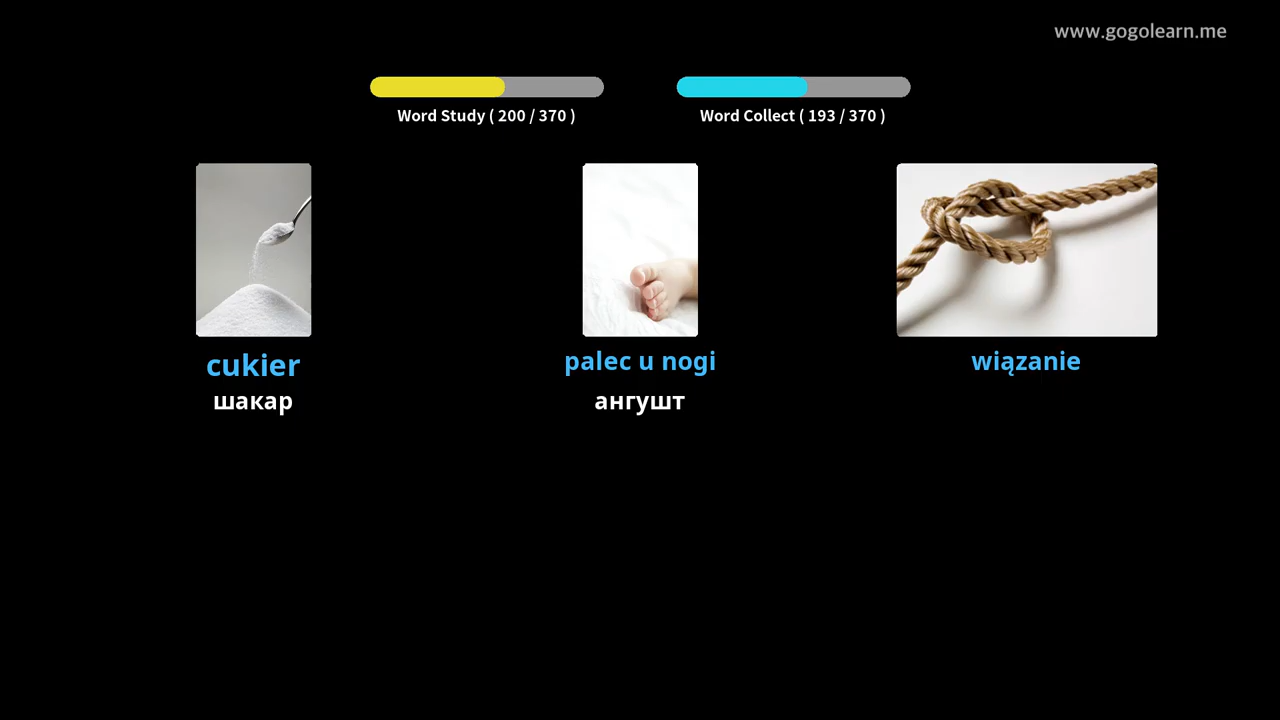 www.gogolearn.me
Word Study ( 200 / 370 )
Word Collect ( 193 / 370 )
cukier
шакар
palec u nogi
ангушт
wiązanie